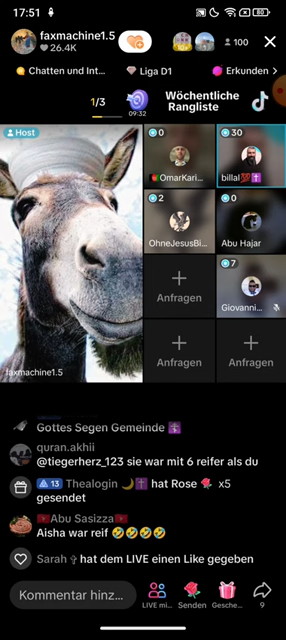 17:51
80
faxmachine1.5
26.4K
100
Chatten und Int...
Liga D1
Erkunden
1/3
09:32
Wöchentliche
Rangliste
Host
0
OmarKari...
30
billal💯✝️
2
OhneJesusBi...
0
Abu Hajar
7
Giovanni...
Anfragen
Anfragen
Anfragen
faxmachine1.5
Gottes Segen Gemeinde ✝️
quran.akhii
@tiegerherz_123 sie war mit 6 reifer als du
13 Thealogin 🌙✝️ hat Rose 🌹 x5
gesendet
🇲🇦Abu Sasizza🇲🇦
Aisha war reif 🤣🤣🤣🤣
Sarah ✞ hat dem LIVE einen Like gegeben
Kommentar hinz...
LIVE mi...
Senden
Gesche...
9